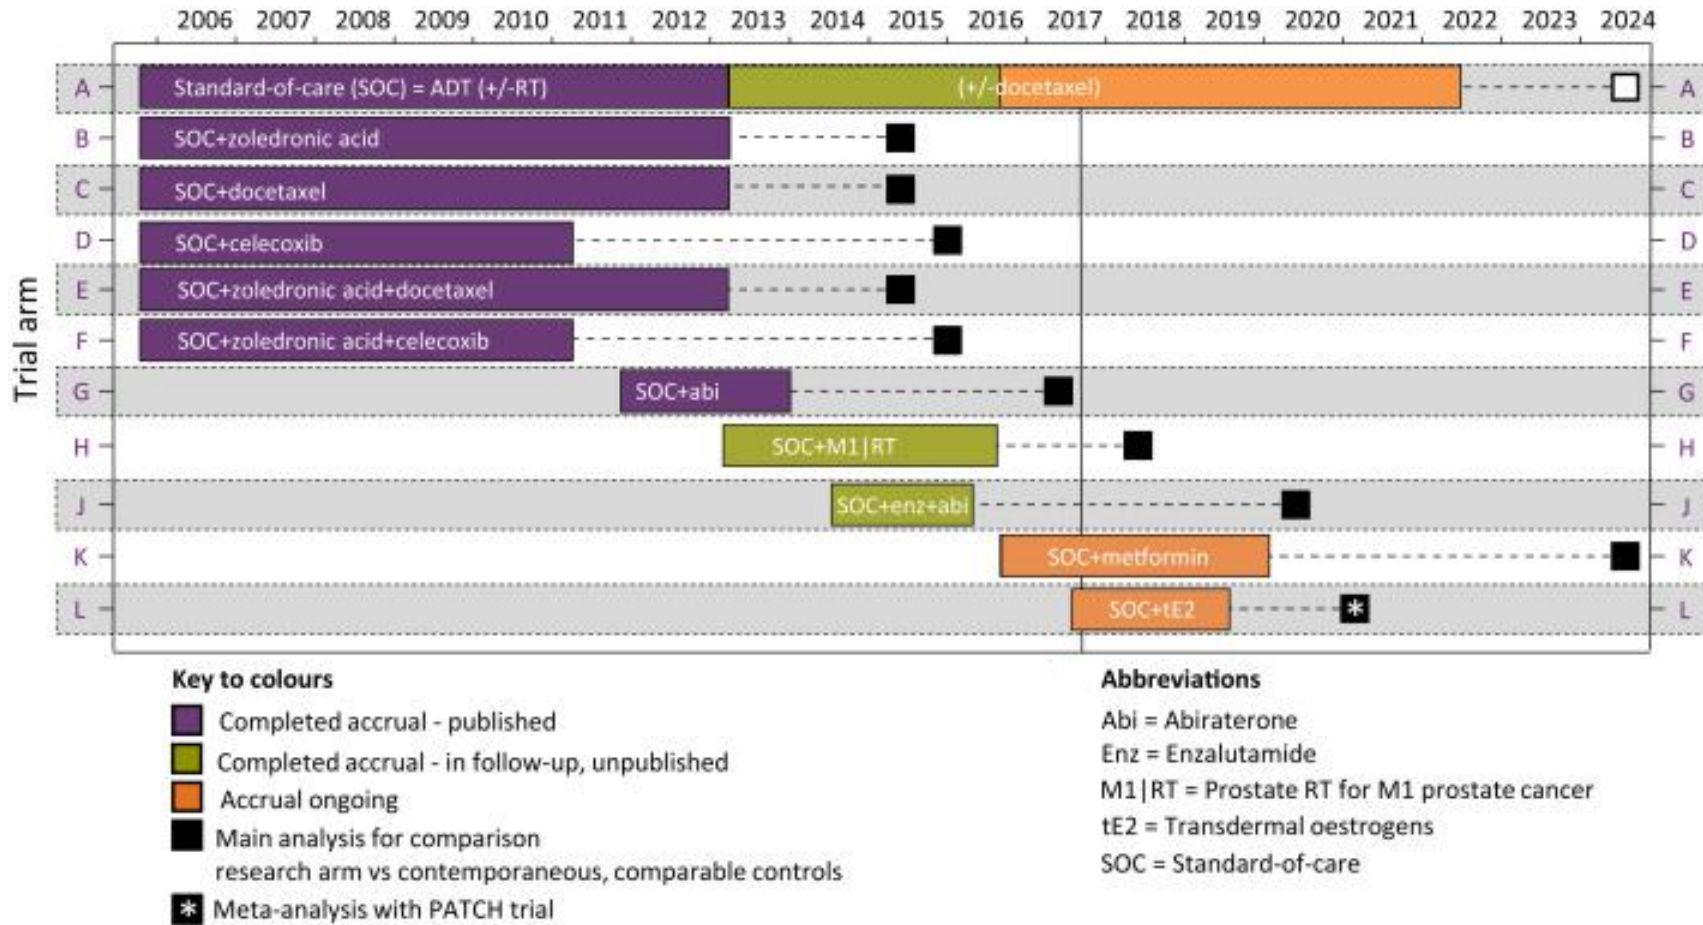 2006 2007 2008 2009 2010 2011 2012 2013 2014 2015 2016 2017 2018 2019 2020 2021 2022 2023 2024
Trial arm
A Standard-of-care (SOC) = ADT (+/-RT) (+/-docetaxel) A
B SOC+zoledronic acid B
C SOC+docetaxel C
D SOC+celecoxib D
E SOC+zoledronic acid+docetaxel E
F SOC+zoledronic acid+celecoxib F
G SOC+abi G
H SOC+M1|RT H
J SOC+enz+abi J
K SOC+metformin K
L SOC+tE2 * L
Key to colours
Completed accrual - published
Completed accrual - in follow-up, unpublished
Accrual ongoing
Main analysis for comparison
research arm vs contemporaneous, comparable controls
* Meta-analysis with PATCH trial
Abbreviations
Abi = Abiraterone
Enz = Enzalutamide
M1|RT = Prostate RT for M1 prostate cancer
tE2 = Transdermal oestrogens
SOC = Standard-of-care